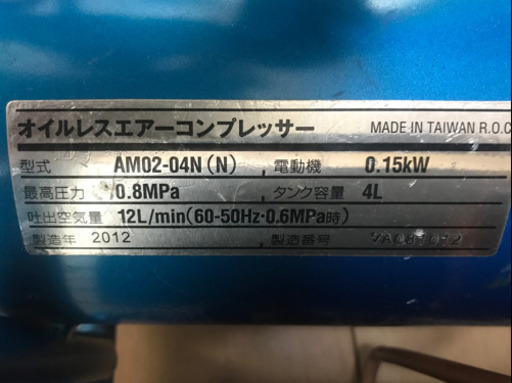 オイルレスエアーコンプレッサー MADE IN TAIWAN R.O.C
型式 AM02-04N(N) 電動機 0.15kW
最高圧力 0.8MPa タンク容量 4L
吐出空気量 12L/min(60-50Hz·0.6MPa時)
製造年 2012 製造番号